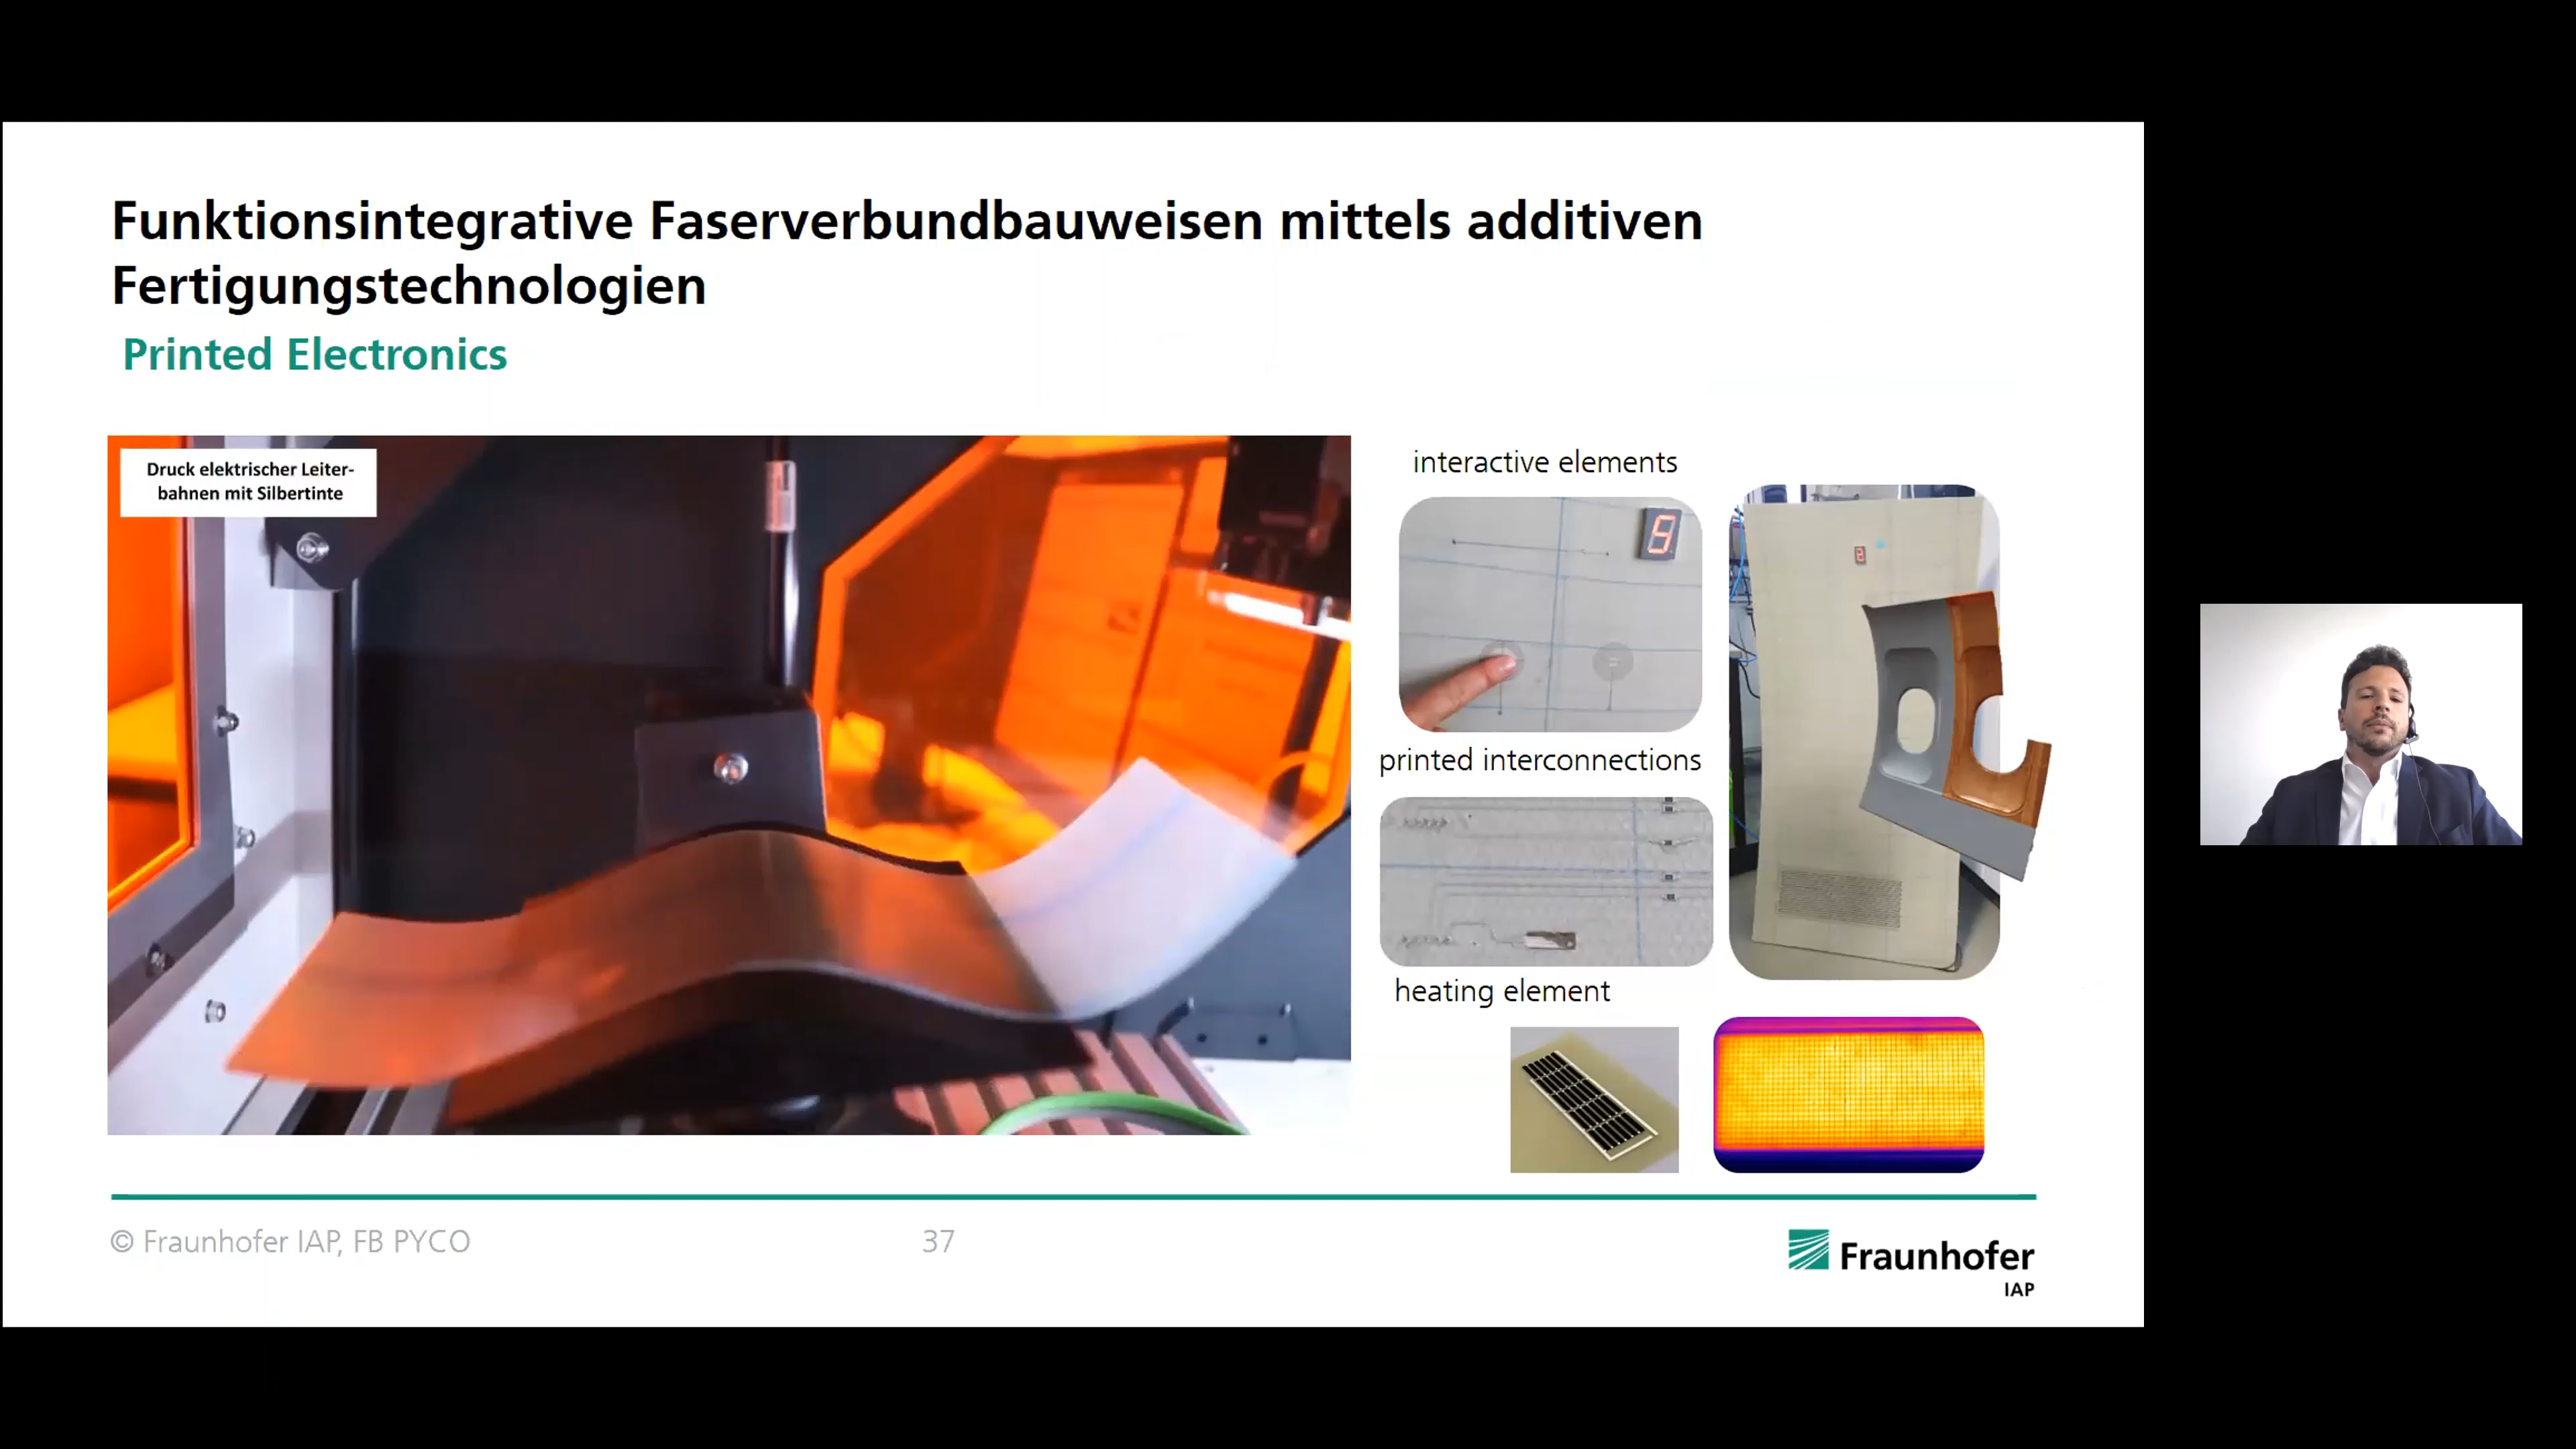 Funktionsintegrative Faserverbundbauweisen mittels additiven
Fertigungstechnologien
Printed Electronics
Druck elektrischer Leiter-
bahnen mit Silbertinte
interactive elements
printed interconnections
heating element
© Fraunhofer IAP, FB PYCO
37
Fraunhofer
IAP